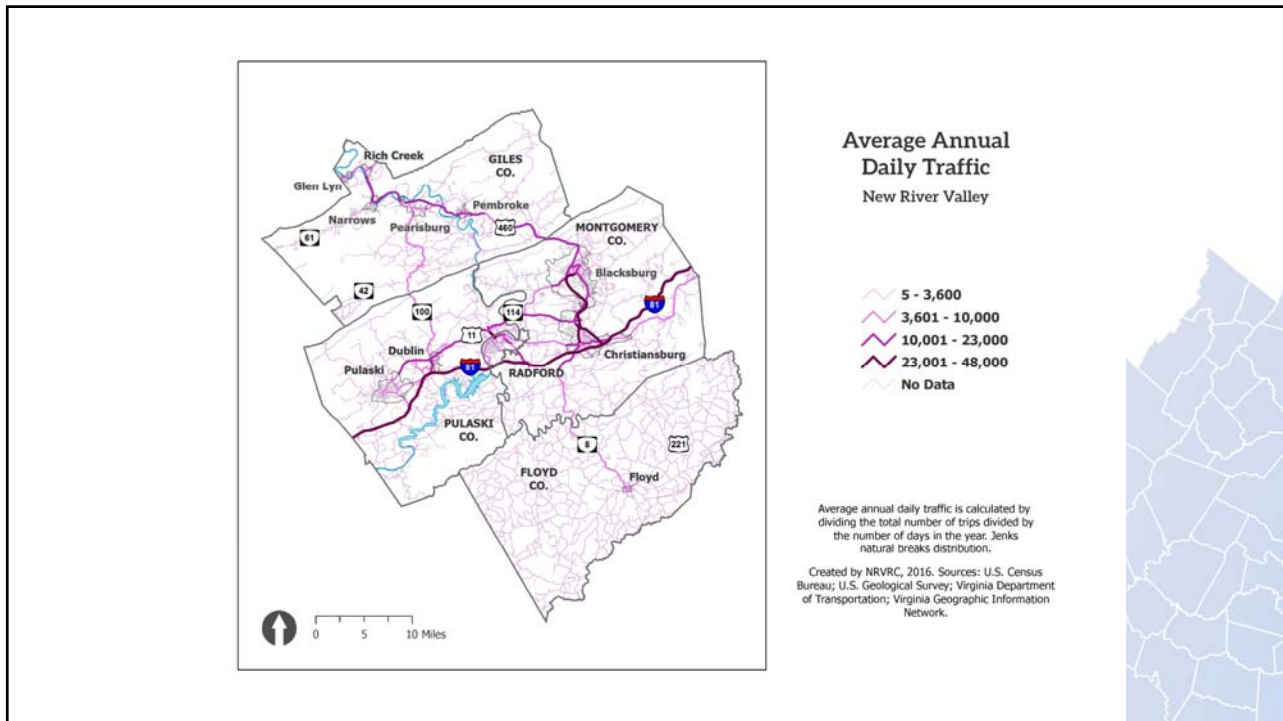 Average Annual
Daily Traffic
New River Valley
Rich Creek
GILES
CO.
Glen Lyn
Narrows
Pembroke
Pearisburg
460
61
MONTGOMERY
CO.
42
Blacksburg
100
114
81
11
Dublin
Christiansburg
Pulaski
81
RADFORD
PULASKI
CO.
8
221
FLOYD
CO.
Floyd
0 5 10 Miles
5 - 3,600
3,601 - 10,000
10,001 - 23,000
23,001 - 48,000
No Data
Average annual daily traffic is calculated by
dividing the total number of trips divided by
the number of days in the year. Jenks
natural breaks distribution.
Created by NRVRC, 2016. Sources: U.S. Census
Bureau; U.S. Geological Survey; Virginia Department
of Transportation; Virginia Geographic Information
Network.